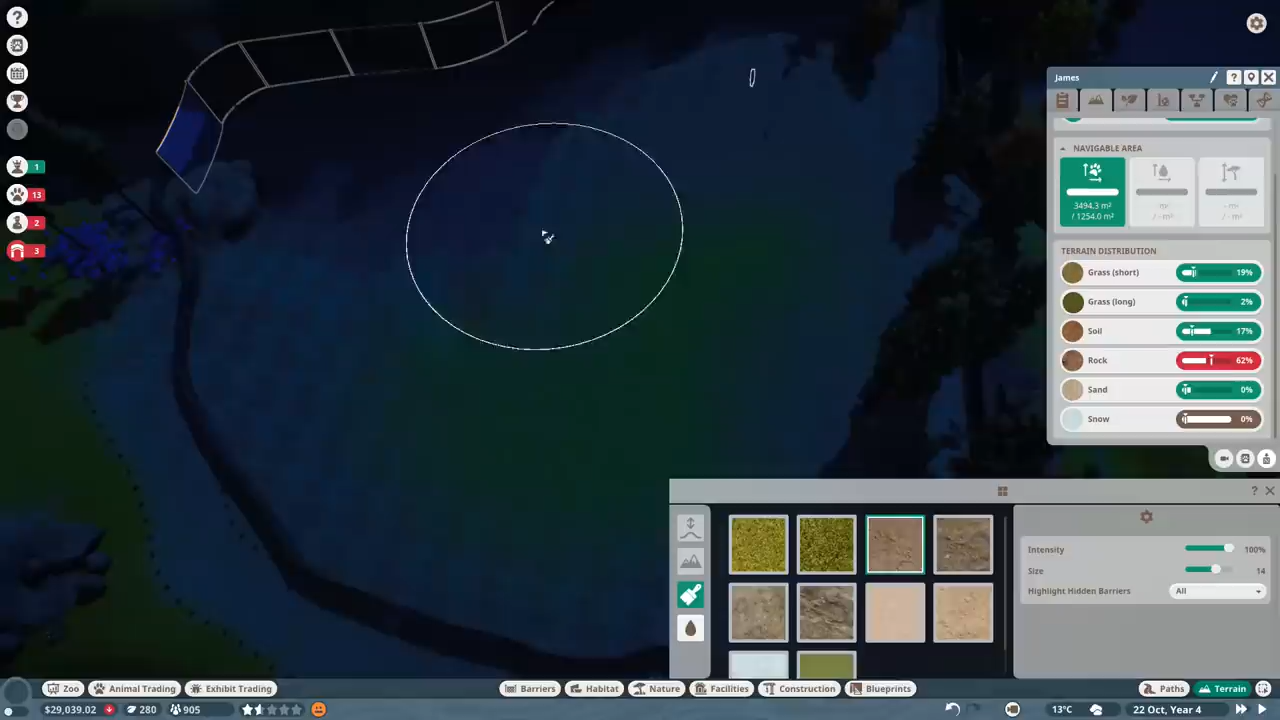 ?
James
?
1
13
2
3
NAVIGABLE AREA
3494.3 m²
/ 1254.0 m²
- m²
/ - m²
- m²
/ - m²
TERRAIN DISTRIBUTION
Grass (short) 19%
Grass (long) 2%
Soil 17%
Rock 62%
Sand 0%
Snow 0%
?
Intensity 100%
Size 14
Highlight Hidden Barriers All
Zoo Animal Trading Exhibit Trading Barriers Habitat Nature Facilities Construction Blueprints Paths Terrain
$29,039.02 280 905 13°C 22 Oct, Year 4